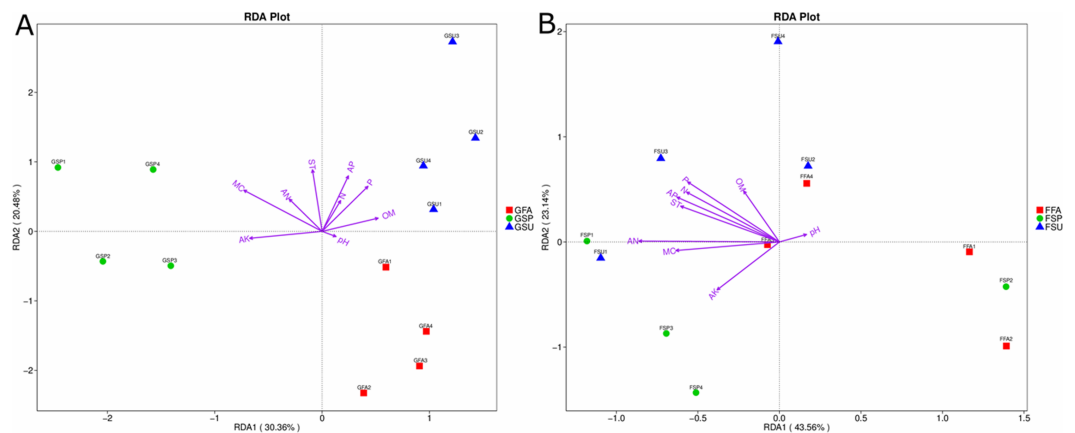 A
RDA Plot
GSU3
GSU2
GSU4
GSU1
GSP1
GSP4
GSP2
GSP3
GFA1
GFA4
GFA3
GFA2
MC
AN
ST
AP
P
N
OM
AK
pH
2
1
0
−1
−2
−2
−1
0
1
RDA2 ( 20.48%)
RDA1 ( 30.36%)
GFA
GSP
GSU
B
RDA Plot
FSU4
FSU3
FSU2
FFA4
FSP1
FSU1
FFA1
FSP2
FFA2
FSP3
FSP4
P
N
AP
ST
OM
pH
AN
MC
AK
2
1
0
−1
−1.0
−0.5
0.0
0.5
1.0
1.5
RDA2 ( 23.14%)
RDA1 ( 43.56%)
FFA
FSP
FSU